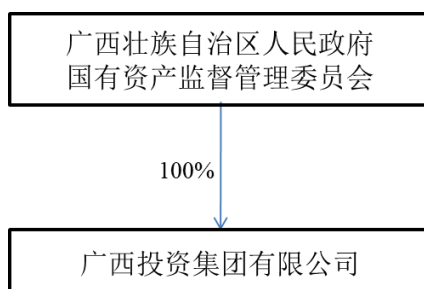 广西壮族自治区人民政府
国有资产监督管理委员会
100%
广西投资集团有限公司